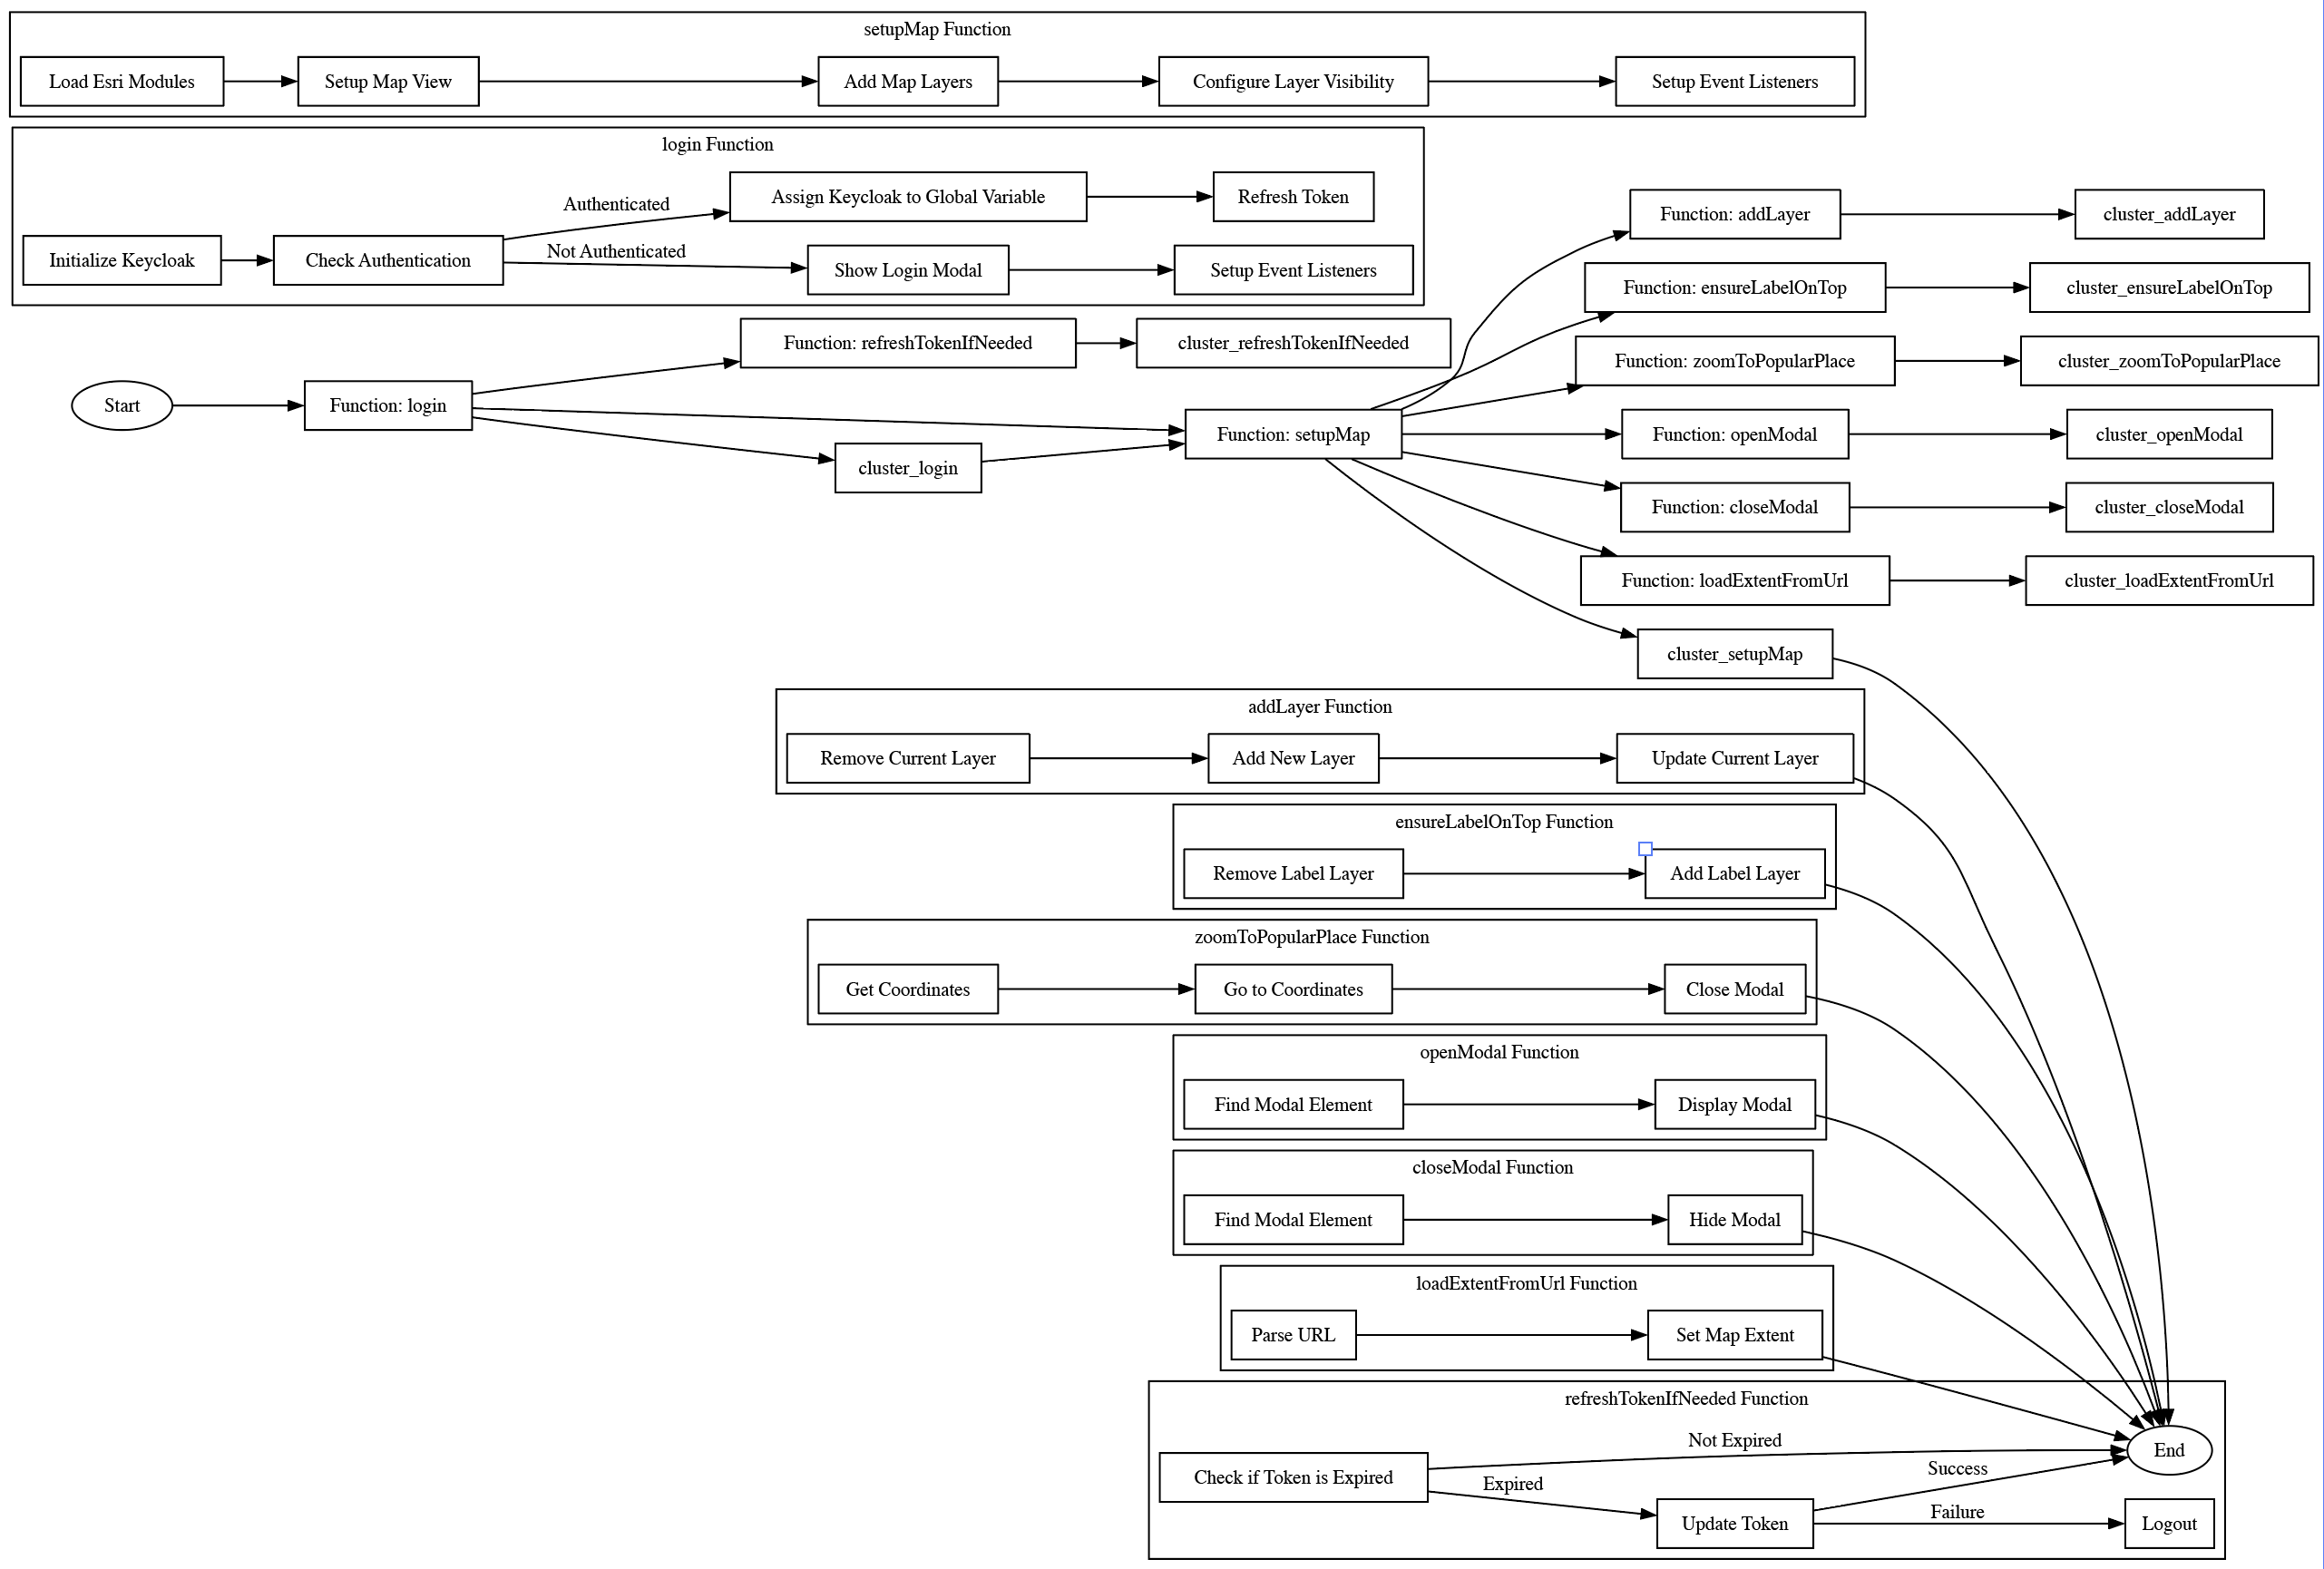 setupMap Function
Load Esri Modules
Setup Map View
Add Map Layers
Configure Layer Visibility
Setup Event Listeners
login Function
Initialize Keycloak
Check Authentication
Authenticated
Assign Keycloak to Global Variable
Refresh Token
Not Authenticated
Show Login Modal
Setup Event Listeners
Start
Function: login
Function: refreshTokenIfNeeded
cluster_refreshTokenIfNeeded
cluster_login
Function: setupMap
Function: addLayer
cluster_addLayer
Function: ensureLabelOnTop
cluster_ensureLabelOnTop
Function: zoomToPopularPlace
cluster_zoomToPopularPlace
Function: openModal
cluster_openModal
Function: closeModal
cluster_closeModal
Function: loadExtentFromUrl
cluster_loadExtentFromUrl
cluster_setupMap
addLayer Function
Remove Current Layer
Add New Layer
Update Current Layer
ensureLabelOnTop Function
Remove Label Layer
Add Label Layer
zoomToPopularPlace Function
Get Coordinates
Go to Coordinates
Close Modal
openModal Function
Find Modal Element
Display Modal
closeModal Function
Find Modal Element
Hide Modal
loadExtentFromUrl Function
Parse URL
Set Map Extent
refreshTokenIfNeeded Function
Check if Token is Expired
Not Expired
End
Expired
Update Token
Success
Failure
Logout